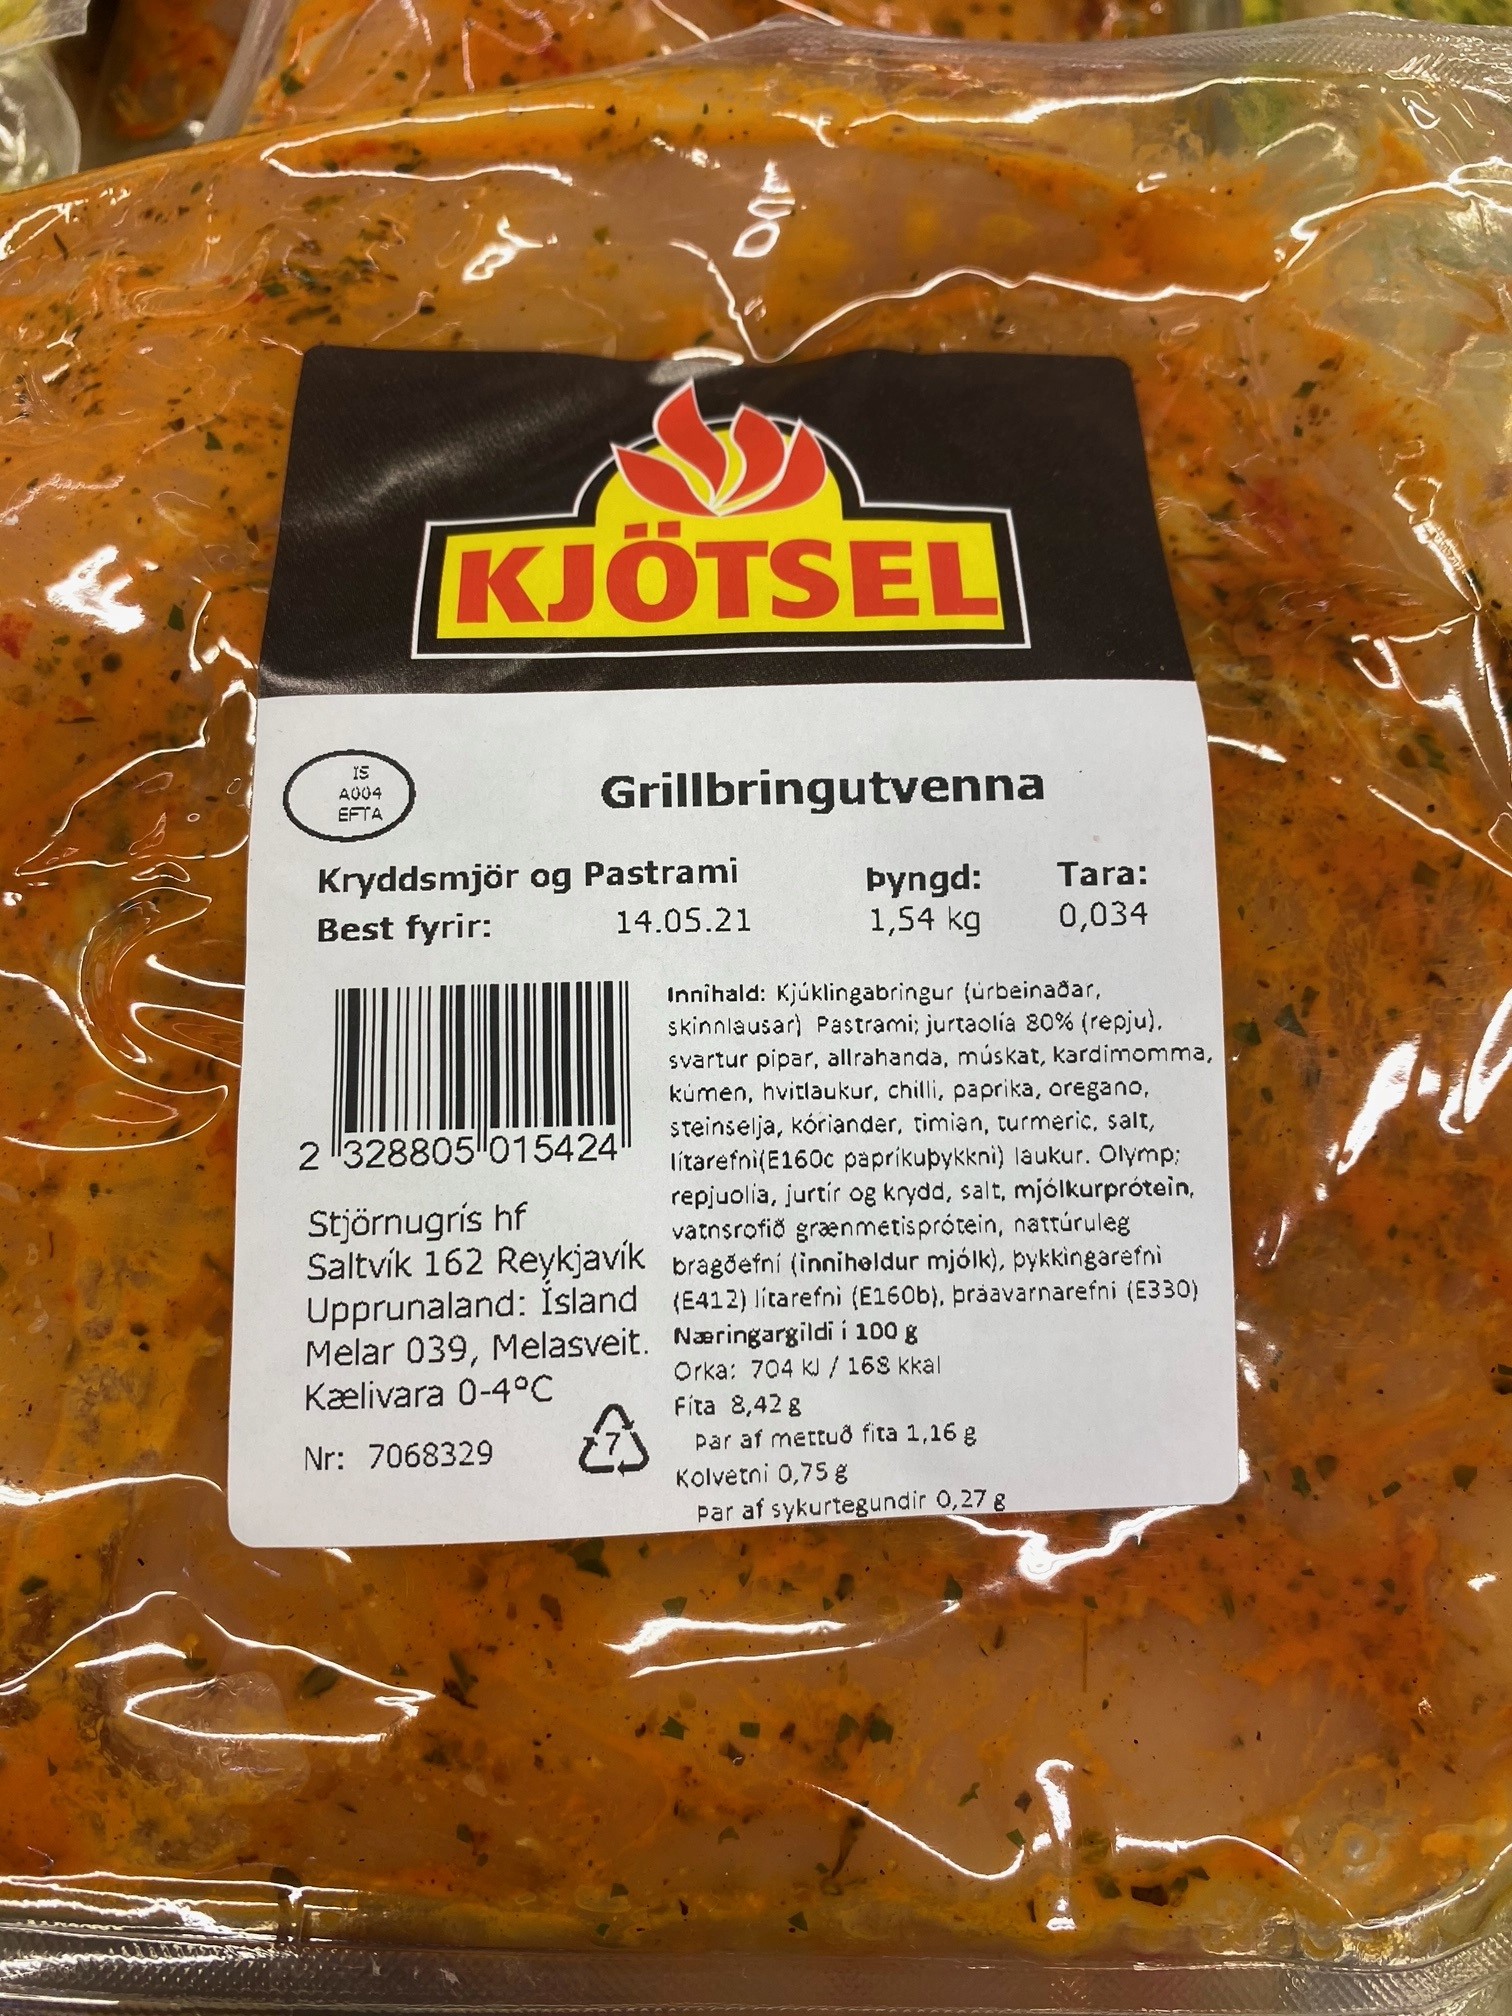 KJÖTSEL
IS
A004
EFTA
Grillbringutvenna
Kryddsmjör og Pastrami
Þyngd:
Tara:
Best fyrir: 14.05.21
1,54 kg
0,034
2 328805 015424
Stjörnugrís hf
Saltvík 162 Reykjavík
Upprunaland: Ísland
Melar 039, Melasveit.
Kælivara 0-4°C
Nr: 7068329
7
Innihald: Kjúklingabringur (úrbeinaðar,
skinnlausar) Pastrami; jurtaolía 80% (repju),
svartur pipar, allrahanda, múskat, kardimomma,
kúmen, hvítlaukur, chilli, paprika, oregano,
steinselja, kóríander, timian, turmeric, salt,
litarefni(E160c papríkuþykkni) laukur. Olymp;
repjuolía, jurtir og krydd, salt, mjólkurprótein,
vatnsrofið grænmetisprótein, náttúruleg
bragðefni (inniheldur mjólk), þykkingarefni
(E412) litarefni (E160b), þráavarnarefni (E330)
Næringargildi í 100 g
Orka: 704 kJ / 168 kkal
Fita 8,42 g
Þar af mettuð fita 1,16 g
Kolvetni 0,75 g
Þar af sykurtegundir 0,27 g